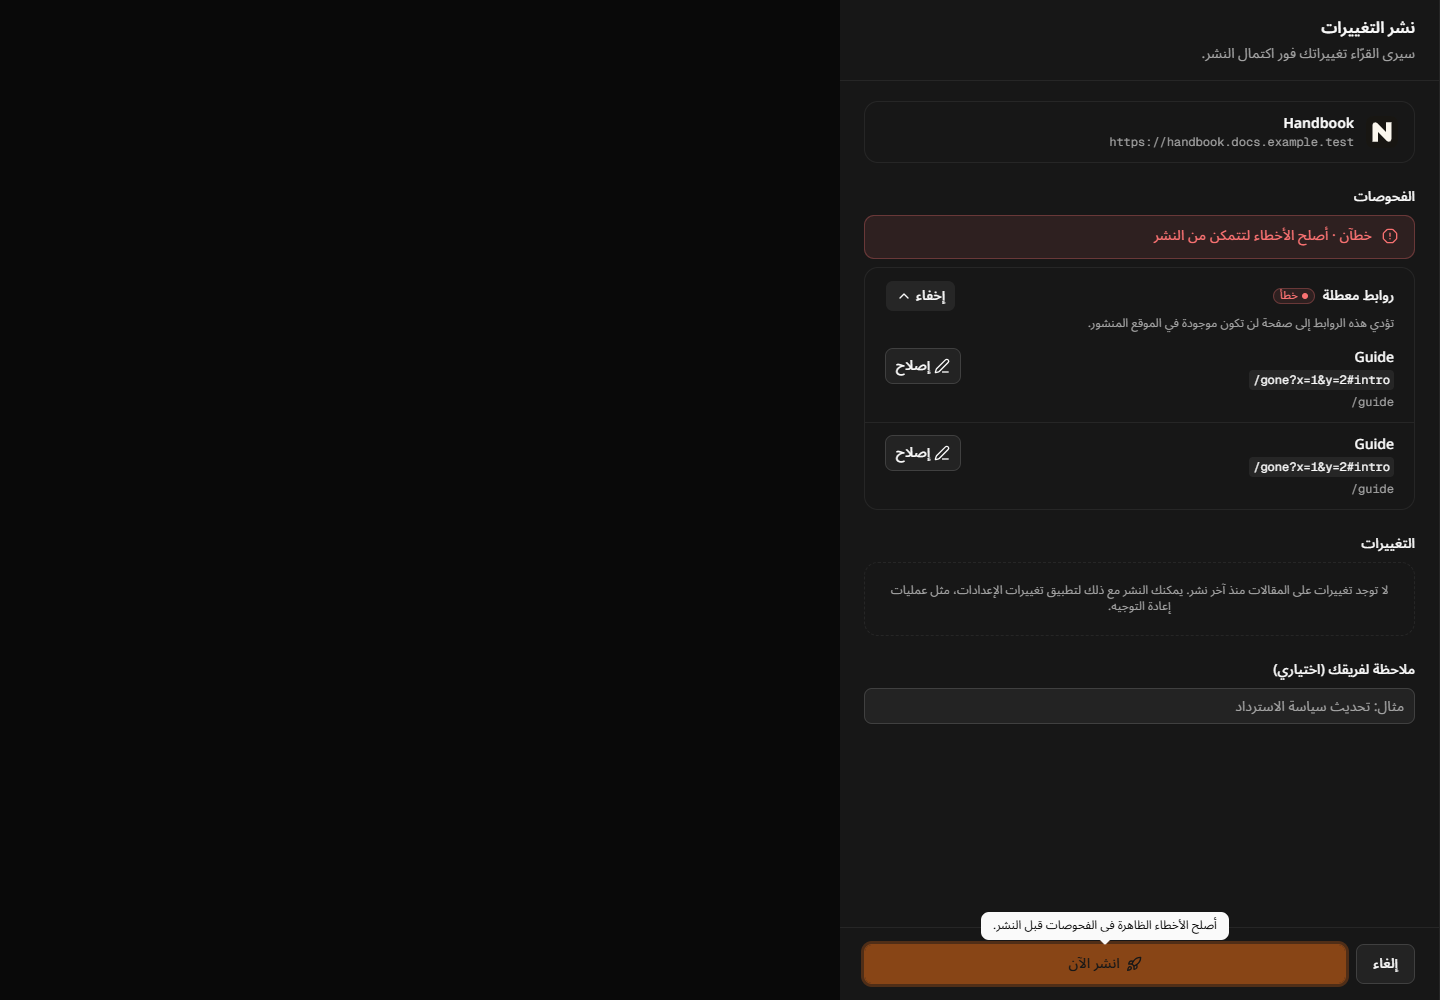 نشر التغييرات
سيرى القرّاء تغييراتك فور اكتمال النشر.
N
Handbook
https://handbook.docs.example.test
الفحوصات
خطآن · أصلح الأخطاء لتتمكن من النشر
روابط معطلة
خطأ
إخفاء
تؤدي هذه الروابط إلى صفحة لن تكون موجودة في الموقع المنشور.
Guide
/gone?x=1&y=2#intro
/guide
إصلاح
Guide
/gone?x=1&y=2#intro
/guide
إصلاح
التغييرات
لا توجد تغييرات على المقالات منذ آخر نشر. يمكنك النشر مع ذلك لتطبيق تغييرات الإعدادات، مثل عمليات
إعادة التوجيه.
ملاحظة لفريقك (اختياري)
مثال: تحديث سياسة الاسترداد
أصلح الأخطاء الظاهرة في الفحوصات قبل النشر.
إلغاء
انشر الآن